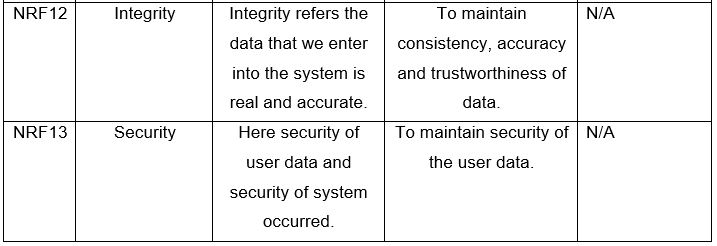 NRF12 Integrity Integrity refers the To maintain N/A
data that we enter consistency, accuracy
into the system is and trustworthiness of
real and accurate. data.
NRF13 Security Here security of To maintain security of N/A
user data and the user data.
security of system
occurred.